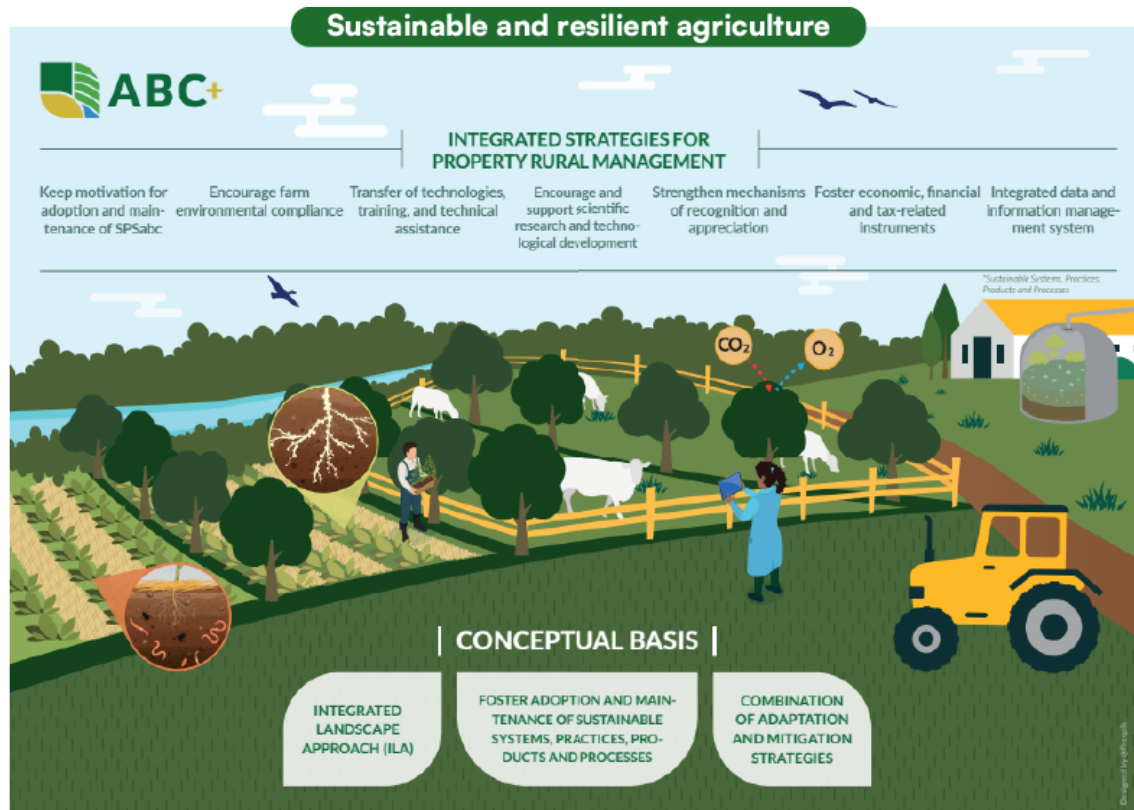 Sustainable and resilient agriculture
ABC+
INTEGRATED STRATEGIES FOR
PROPERTY RURAL MANAGEMENT
Keep motivation for
adoption and main-
tenance of SPSabc
Encourage farm
environmental compliance
Transfer of technologies,
training, and technical
assistance
Encourage and
support scientific
research and techno-
logical development
Strengthen mechanisms
of recognition and
appreciation
Foster economic, financial
and tax-related
instruments
Integrated data and
information manage-
ment system
*Sustainable Systems, Practices,
Products and Processes
CO₂
O₂
CONCEPTUAL BASIS
INTEGRATED
LANDSCAPE
APPROACH (ILA)
FOSTER ADOPTION AND MAIN-
TENANCE OF SUSTAINABLE
SYSTEMS, PRACTICES, PRO-
DUCTS AND PROCESSES
COMBINATION
OF ADAPTATION
AND MITIGATION
STRATEGIES
Designed by @Freepik